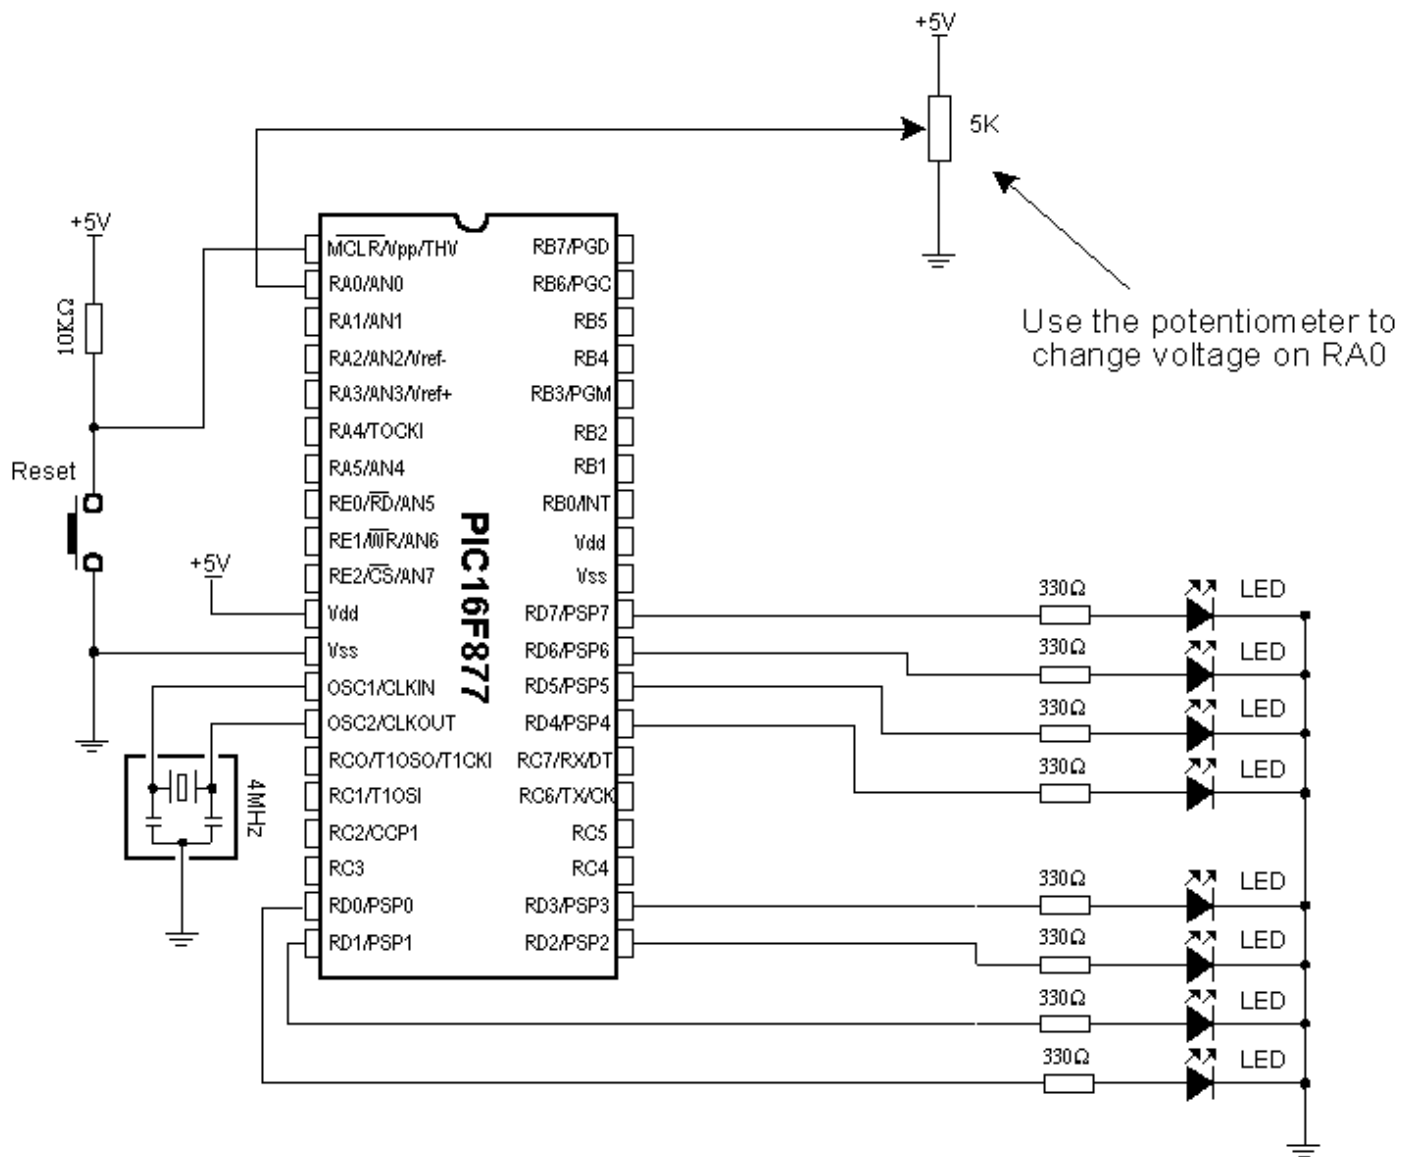 +5V
5K
Use the potentiometer to
change voltage on RA0
+5V
10KΩ
Reset
+5V
4MHz
PIC16F877
MCLR/Vpp/THV
RA0/AN0
RA1/AN1
RA2/AN2/Vref-
RA3/AN3/Vref+
RA4/TOCKI
RA5/AN4
RE0/RD/AN5
RE1/WR/AN6
RE2/CS/AN7
Vdd
Vss
OSC1/CLKIN
OSC2/CLKOUT
RCO/T1OSO/T1CKI
RC1/T1OSI
RC2/CCP1
RC3
RD0/PSP0
RD1/PSP1
RB7/PGD
RB6/PGC
RB5
RB4
RB3/PGM
RB2
RB1
RB0/INT
Vdd
Vss
RD7/PSP7
RD6/PSP6
RD5/PSP5
RD4/PSP4
RC7/RX/DT
RC6/TX/CK
RC5
RC4
RD3/PSP3
RD2/PSP2
330Ω LED
330Ω LED
330Ω LED
330Ω LED
330Ω LED
330Ω LED
330Ω LED
330Ω LED